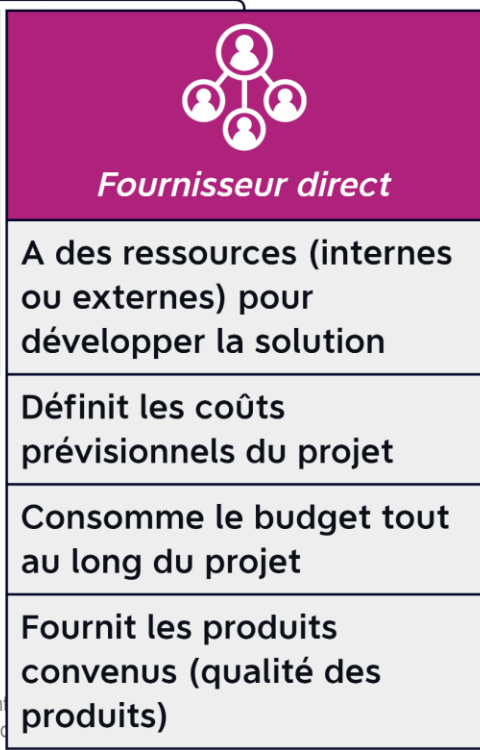 Fournisseur direct
A des ressources (internes
ou externes) pour
développer la solution
Définit les coûts
prévisionnels du projet
Consomme le budget tout
au long du projet
Fournit les produits
convenus (qualité des
produits)